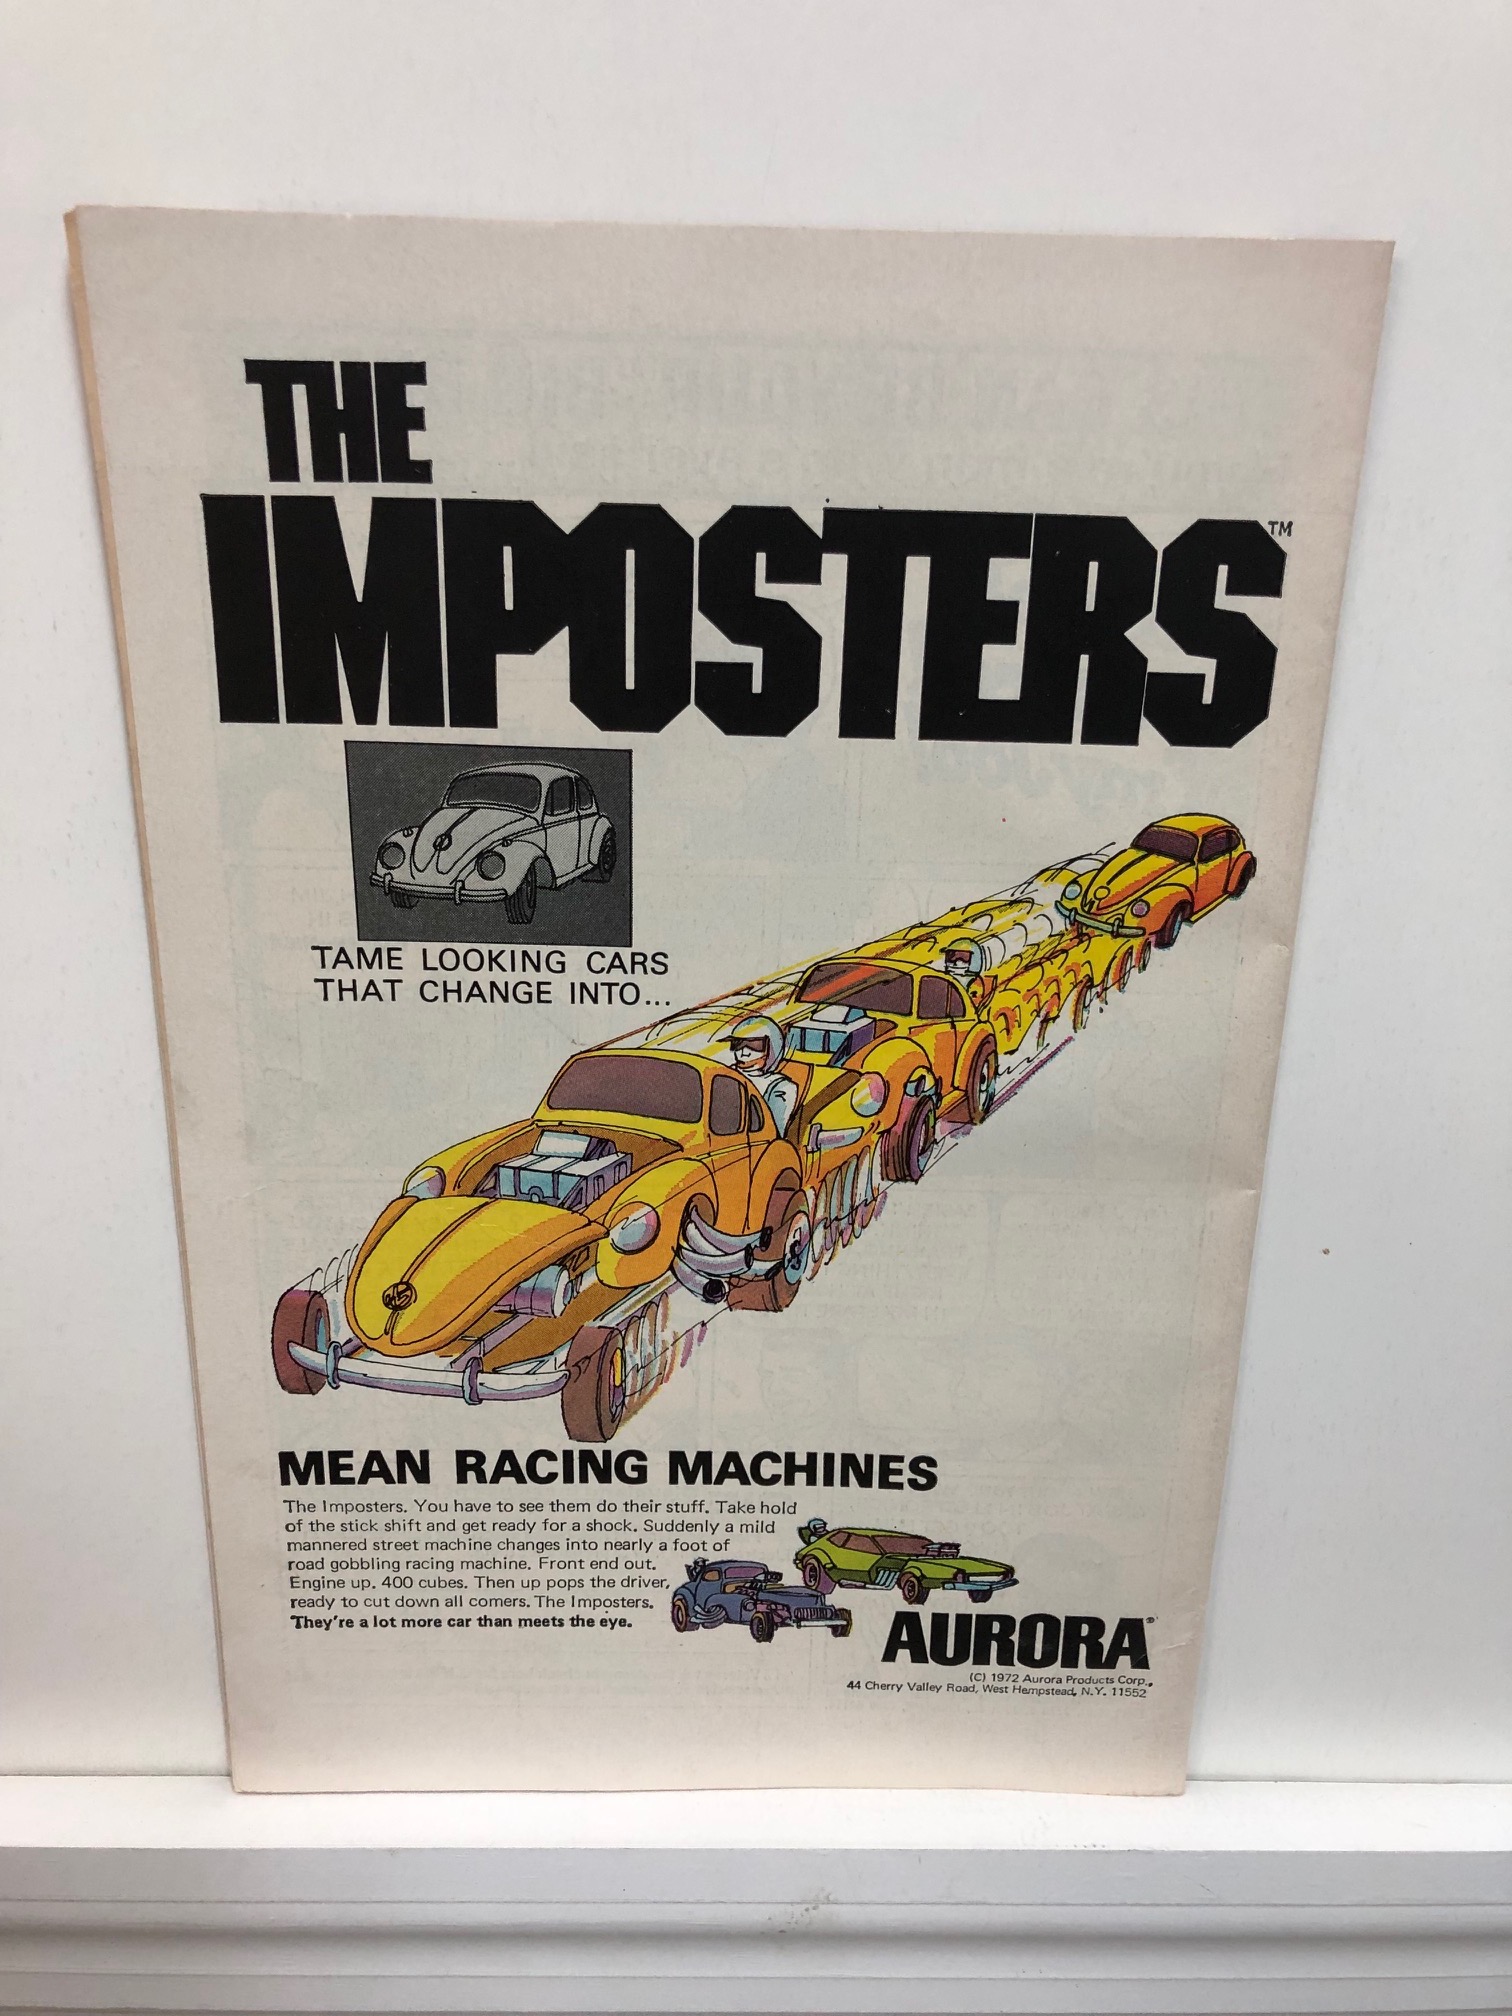 THE
IMPOSTERS™
TAME LOOKING CARS
THAT CHANGE INTO...
MEAN RACING MACHINES
The Imposters. You have to see them do their stuff. Take hold
of the stick shift and get ready for a shock. Suddenly a mild
mannered street machine changes into nearly a foot of
road gobbling racing machine. Front end out.
Engine up. 400 cubes. Then up pops the driver,
ready to cut down all comers. The Imposters.
They're a lot more car than meets the eye.
AURORA®
(C) 1972 Aurora Products Corp.,
44 Cherry Valley Road, West Hempstead, N.Y. 11552